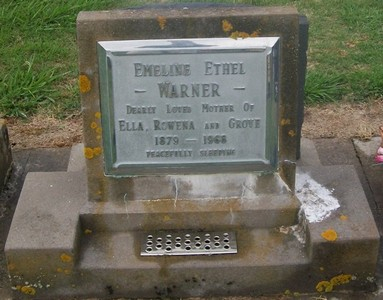 Emeline Ethel
— Warner —
Dearly Loved Mother Of
Ella, Rowena and Grove
1879 — 1968
Peacefully Sleeping